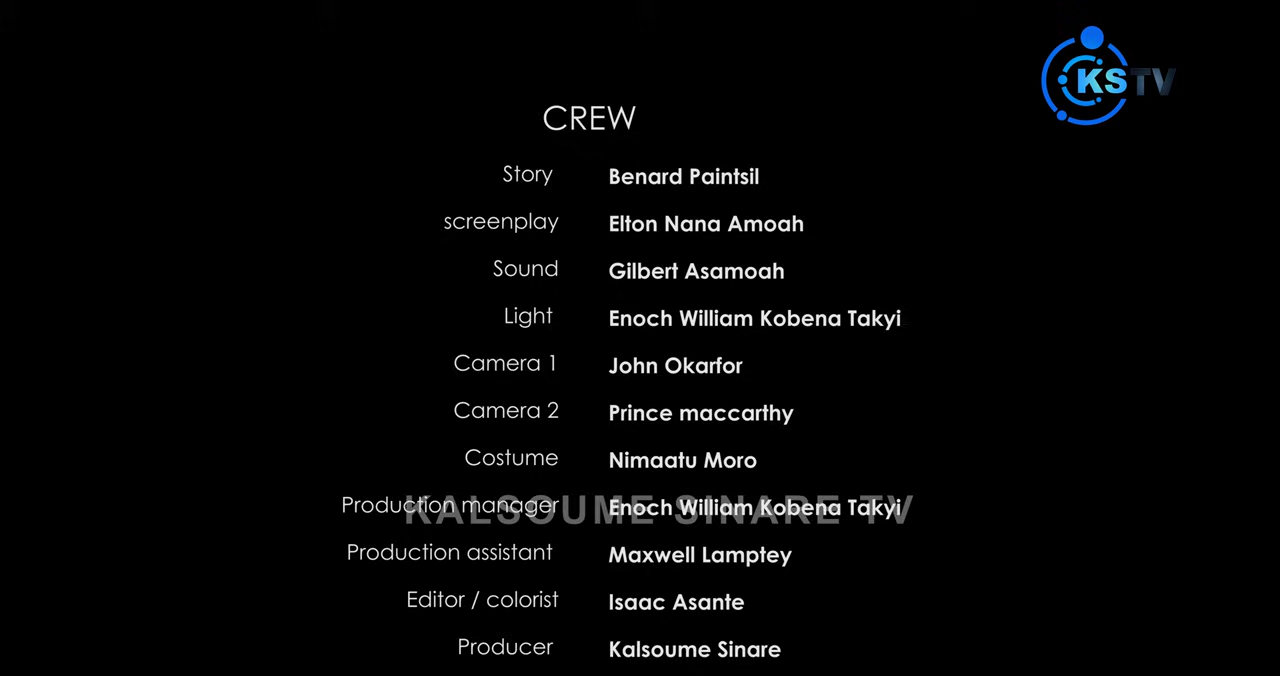 KSTV
CREW
Story Benard Paintsil
screenplay Elton Nana Amoah
Sound Gilbert Asamoah
Light Enoch William Kobena Takyi
Camera 1 John Okarfor
Camera 2 Prince maccarthy
Costume Nimaatu Moro
Production manager Enoch William Kobena Takyi
KALSOUME SINARE TV
Production assistant Maxwell Lamptey
Editor / colorist Isaac Asante
Producer Kalsoume Sinare